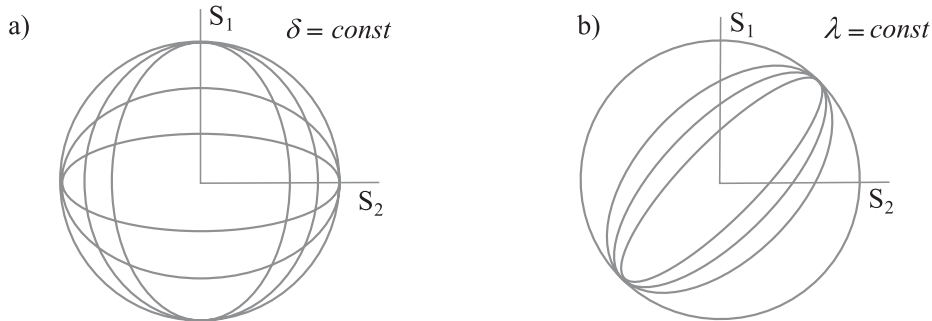 a)
S₁
δ = const
S₂
b)
S₁
λ = const
S₂